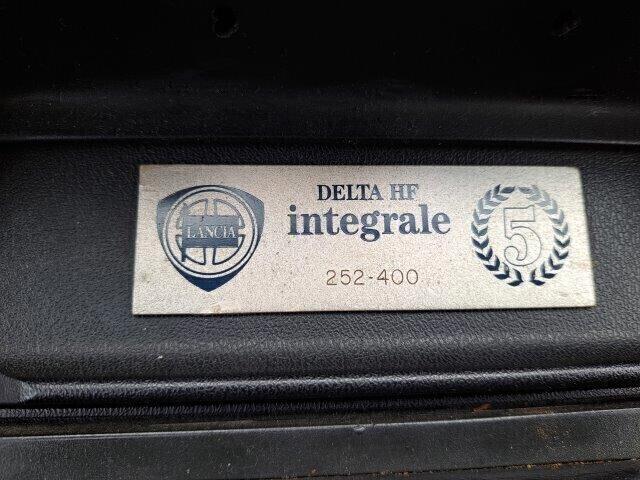 LANCIA
DELTA HF
integrale
252-400
5